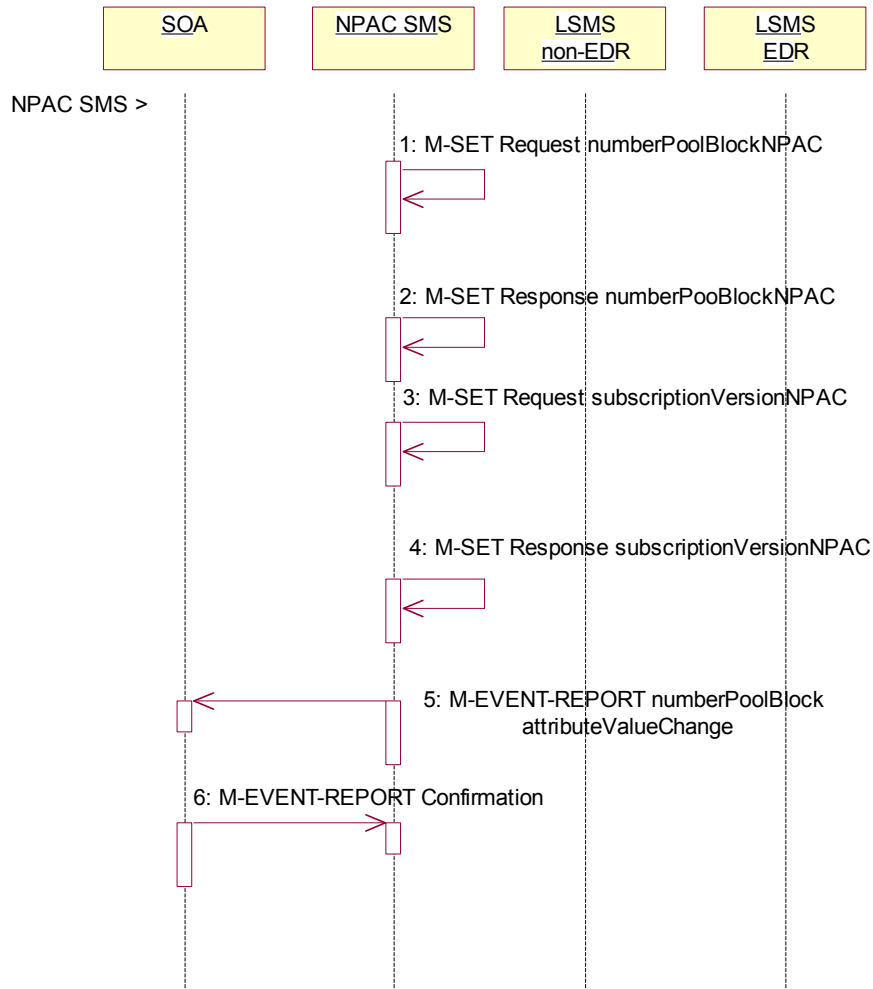 SOA
NPAC SMS
LSMS
non-EDR
LSMS
EDR
NPAC SMS >
1: M-SET Request numberPoolBlockNPAC
2: M-SET Response numberPooBlockNPAC
3: M-SET Request subscriptionVersionNPAC
4: M-SET Response subscriptionVersionNPAC
5: M-EVENT-REPORT numberPoolBlock
attributeValueChange
6: M-EVENT-REPORT Confirmation